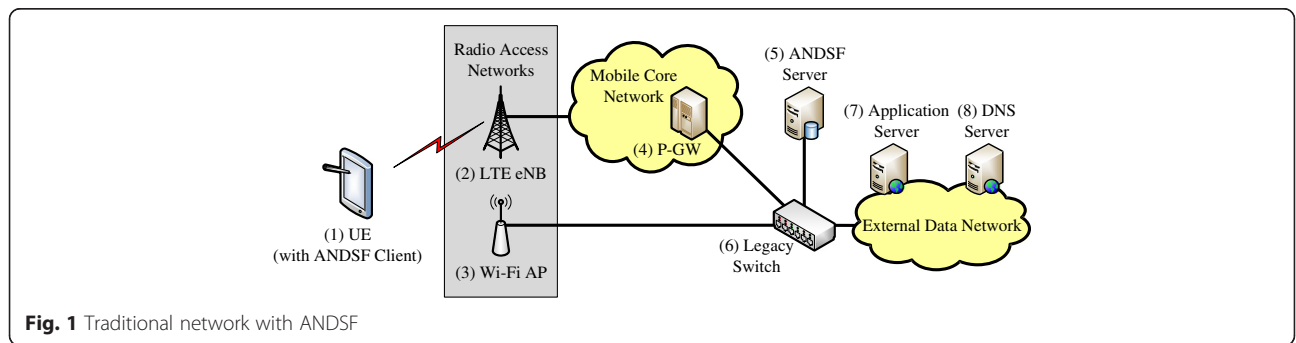 Radio Access
Networks
(2) LTE eNB
(3) Wi-Fi AP
(1) UE
(with ANDSF Client)
Mobile Core
Network
(4) P-GW
(5) ANDSF
Server
(6) Legacy
Switch
(7) Application
Server
(8) DNS
Server
External Data Network
Fig. 1 Traditional network with ANDSF